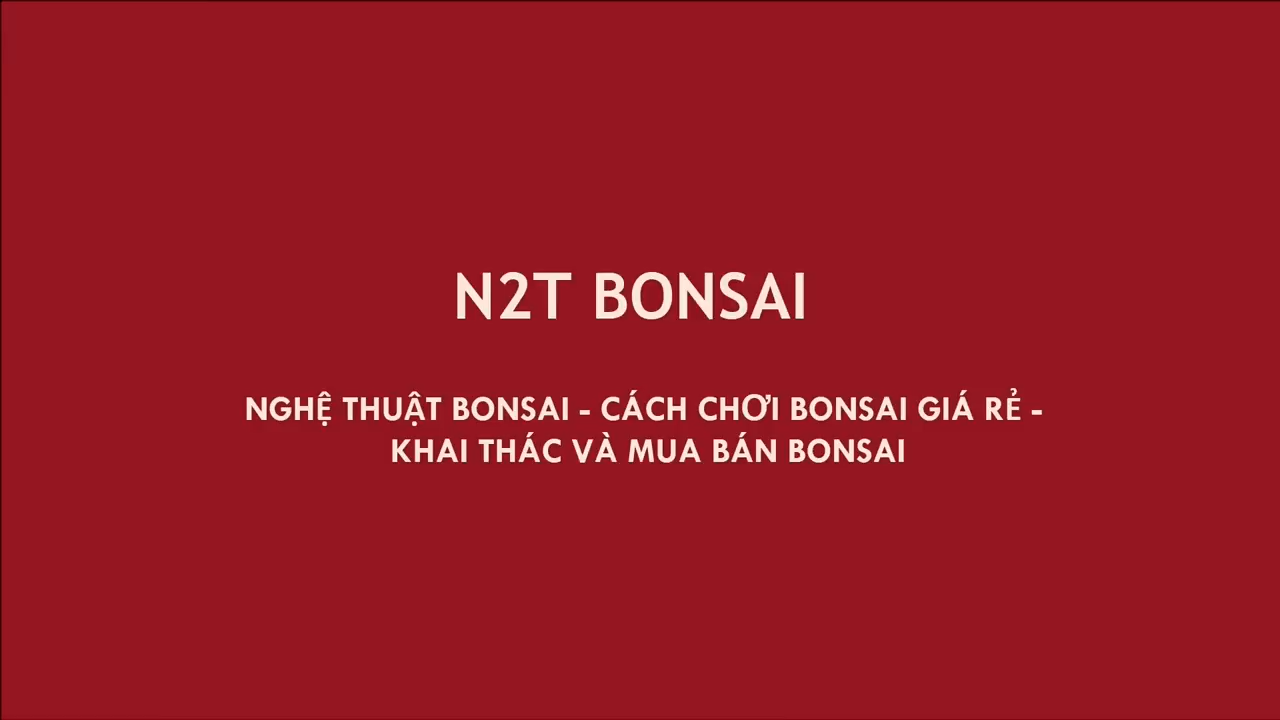 N2T BONSAI
NGHỆ THUẬT BONSAI - CÁCH CHƠI BONSAI GIÁ RẺ -
KHAI THÁC VÀ MUA BÁN BONSAI